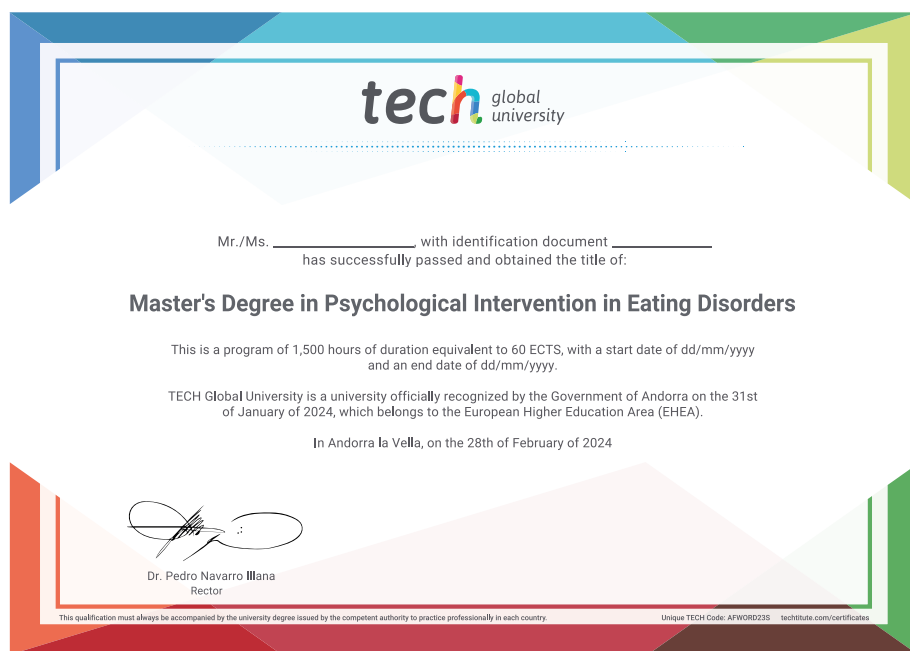 tech global
university
Mr./Ms. ____________, with identification document ____________
has successfully passed and obtained the title of:
Master's Degree in Psychological Intervention in Eating Disorders
This is a program of 1,500 hours of duration equivalent to 60 ECTS, with a start date of dd/mm/yyyy
and an end date of dd/mm/yyyy.
TECH Global University is a university officially recognized by the Government of Andorra on the 31st
of January of 2024, which belongs to the European Higher Education Area (EHEA).
In Andorra la Vella, on the 28th of February of 2024
Dr. Pedro Navarro Illana
Rector
This qualification must always be accompanied by the university degree issued by the competent authority to practice professionally in each country.
Unique TECH Code: AFWORD23S techtitute.com/certificates